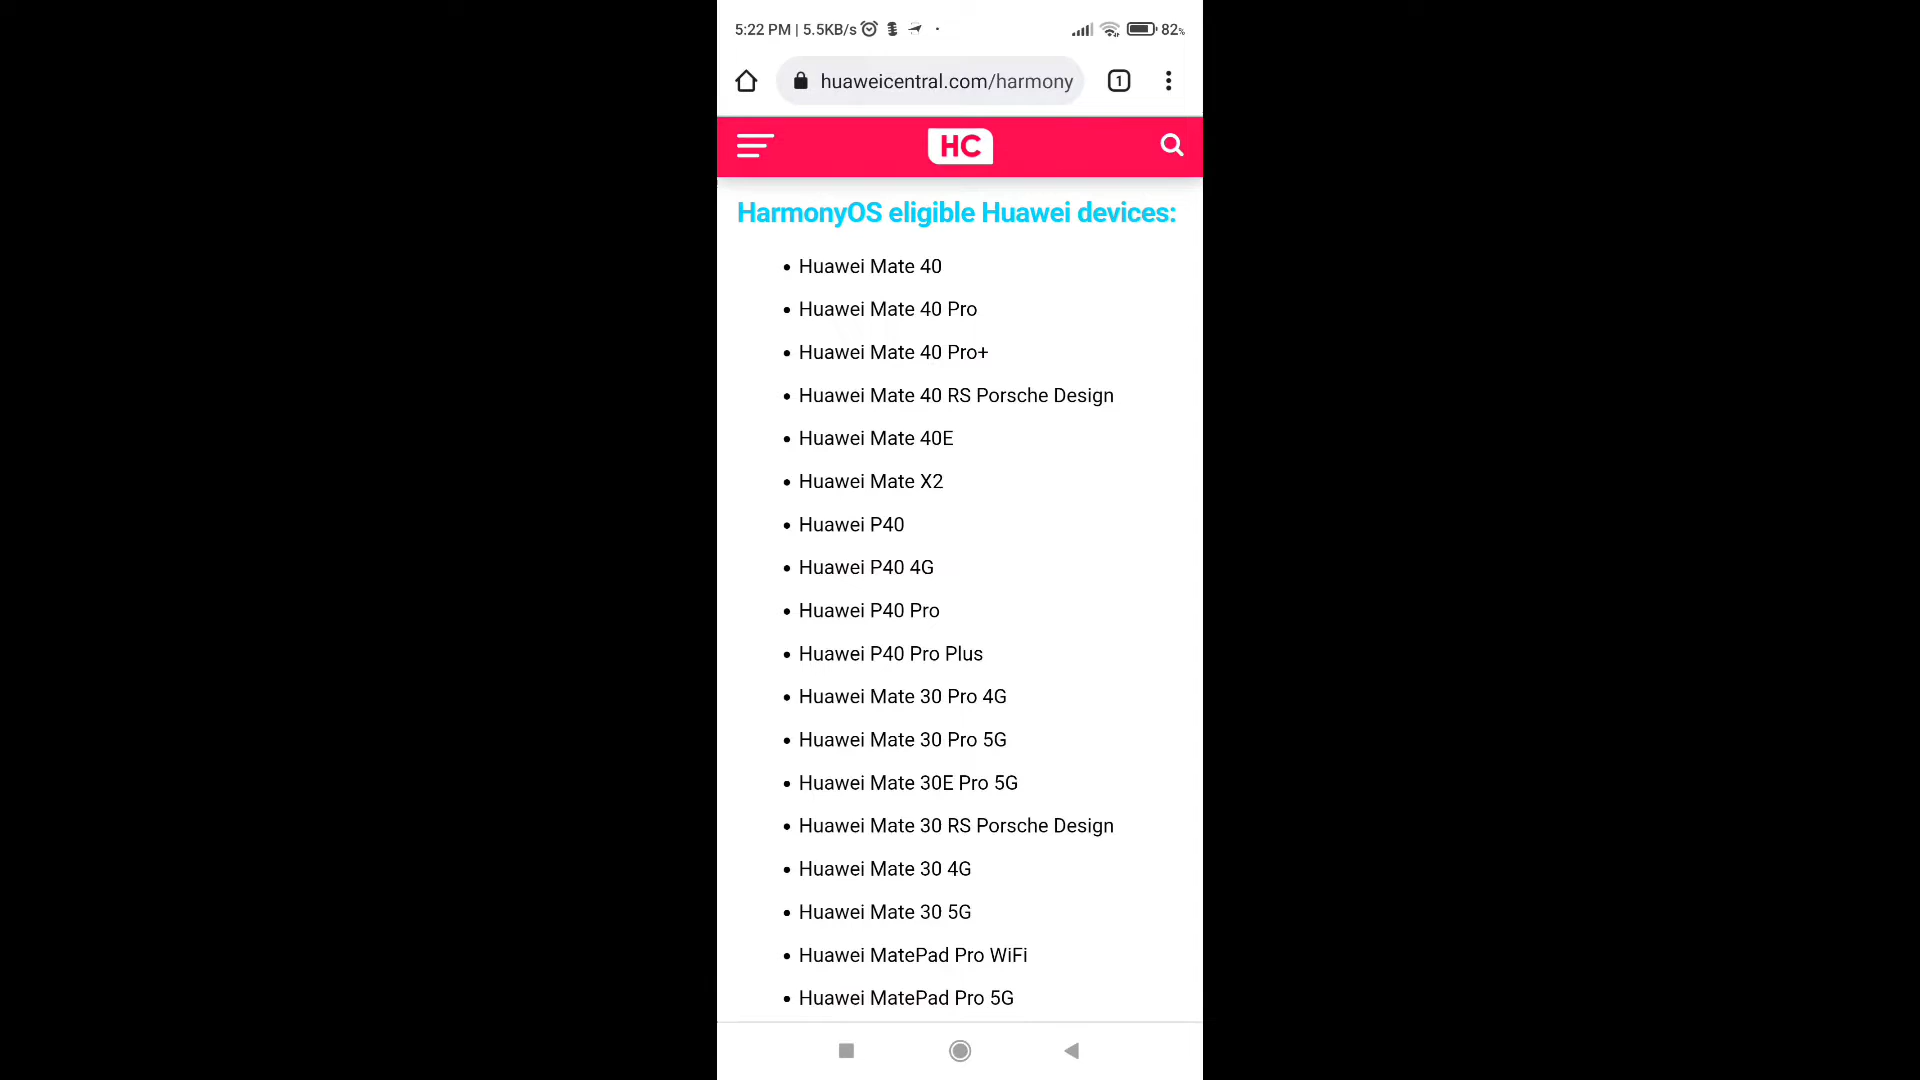 5:22 PM | 5.5KB/s 82%
huaweicentral.com/harmony 1
HC
HarmonyOS eligible Huawei devices:
• Huawei Mate 40
• Huawei Mate 40 Pro
• Huawei Mate 40 Pro+
• Huawei Mate 40 RS Porsche Design
• Huawei Mate 40E
• Huawei Mate X2
• Huawei P40
• Huawei P40 4G
• Huawei P40 Pro
• Huawei P40 Pro Plus
• Huawei Mate 30 Pro 4G
• Huawei Mate 30 Pro 5G
• Huawei Mate 30E Pro 5G
• Huawei Mate 30 RS Porsche Design
• Huawei Mate 30 4G
• Huawei Mate 30 5G
• Huawei MatePad Pro WiFi
• Huawei MatePad Pro 5G